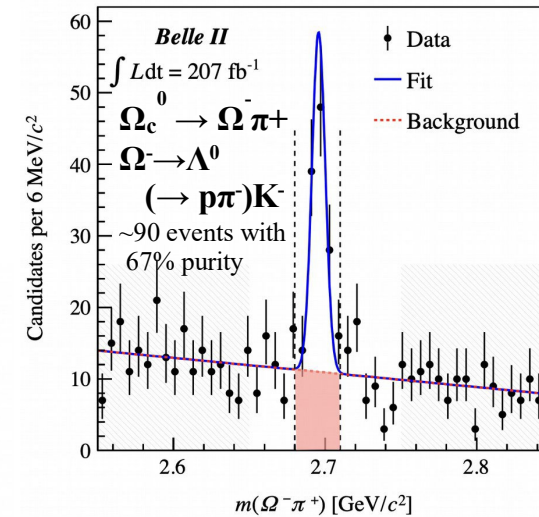 Candidates per 6 MeV/c²
60
50
40
30
20
10
0
Belle II
∫ Ldt = 207 fb⁻¹
Ω_c⁰ → Ω⁻π+
Ω⁻→Λ⁰
(→ pπ⁻)K⁻
~90 events with
67% purity
Data
Fit
Background
2.6
2.7
2.8
m(Ω⁻π⁺) [GeV/c²]